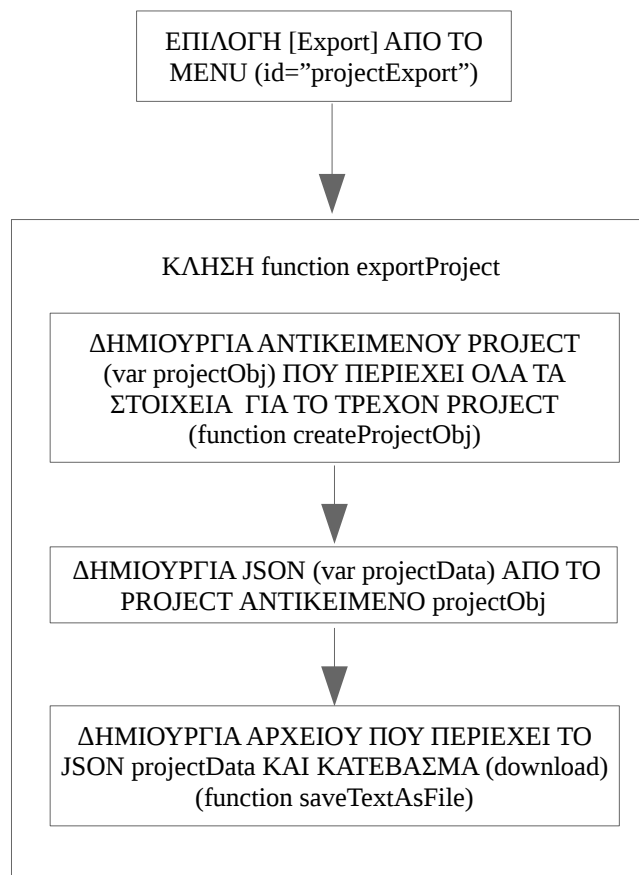 ΕΠΙΛΟΓΗ [Export] ΑΠΟ ΤΟ
MENU (id=”projectExport”)
ΚΛΗΣΗ function exportProject
ΔΗΜΙΟΥΡΓΙΑ ΑΝΤΙΚΕΙΜΕΝΟΥ PROJECT
(var projectObj) ΠΟΥ ΠΕΡΙΕΧΕΙ ΟΛΑ ΤΑ
ΣΤΟΙΧΕΙΑ ΓΙΑ ΤΟ ΤΡΕΧΟΝ PROJECT
(function createProjectObj)
ΔΗΜΙΟΥΡΓΙΑ JSON (var projectData) ΑΠΟ ΤΟ
PROJECT ΑΝΤΙΚΕΙΜΕΝΟ projectObj
ΔΗΜΙΟΥΡΓΙΑ ΑΡΧΕΙΟΥ ΠΟΥ ΠΕΡΙΕΧΕΙ ΤΟ
JSON projectData ΚΑΙ ΚΑΤΕΒΑΣΜΑ (download)
(function saveTextAsFile)